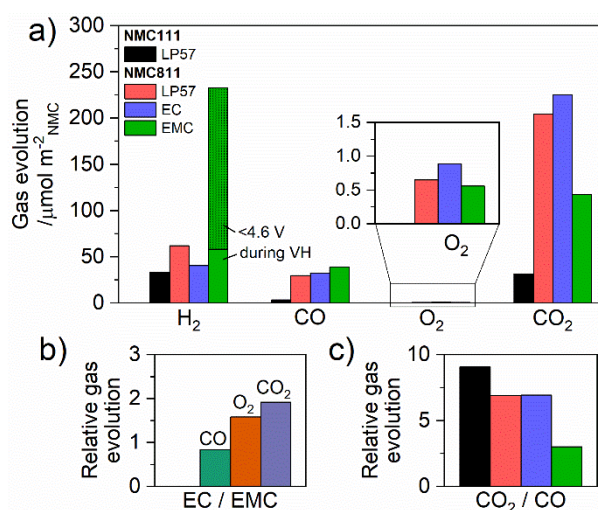 a)
NMC111
LP57
NMC811
LP57
EC
EMC
Gas evolution
/µmol m⁻²NMC
300
250
200
150
100
50
0
<4.6 V
during VH
1.5
1.0
0.5
0.0
O₂
H₂
CO
O₂
CO₂
b)
Relative gas
evolution
3
2
1
0
CO
O₂
CO₂
EC / EMC
c)
Relative gas
evolution
10
5
0
CO₂ / CO